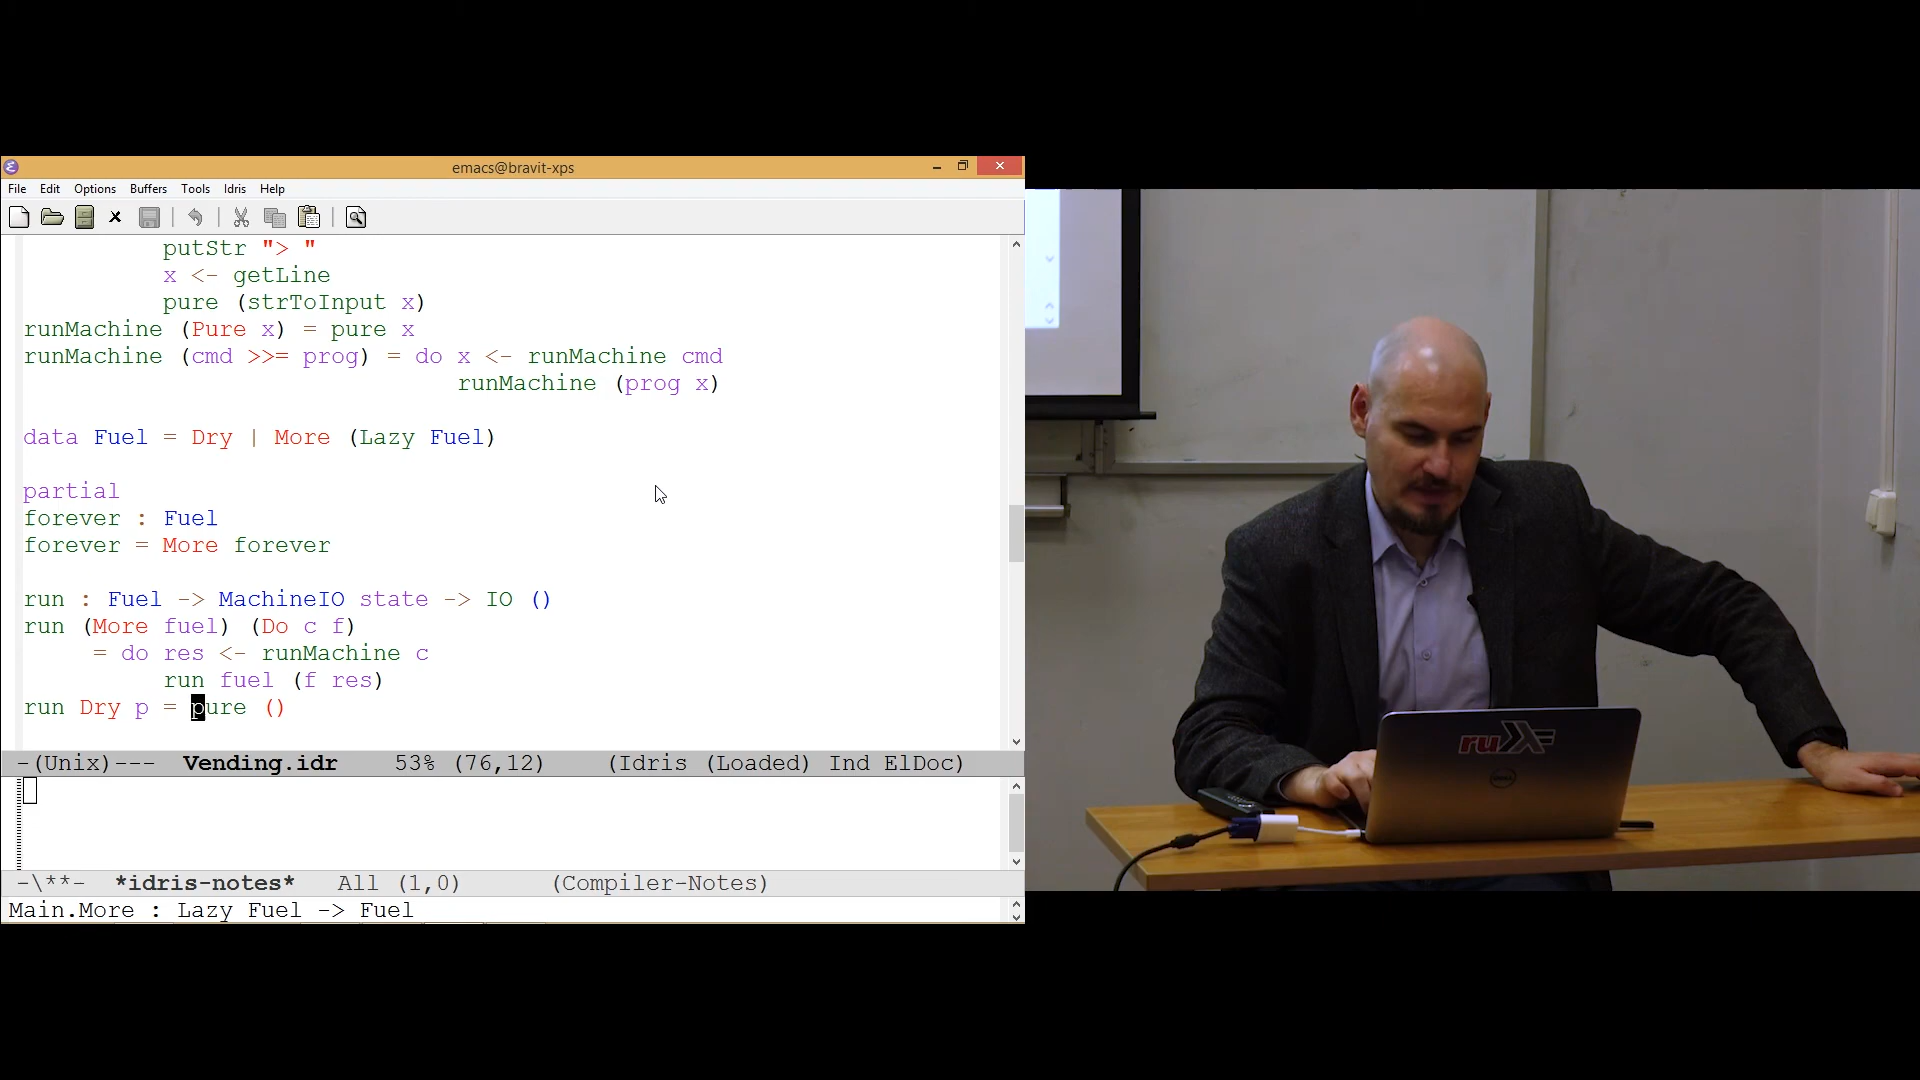 emacs@bravit-xps
File Edit Options Buffers Tools Idris Help
putStr "> "
x <- getLine
pure (strToInput x)
runMachine (Pure x) = pure x
runMachine (cmd >>= prog) = do x <- runMachine cmd
runMachine (prog x)
data Fuel = Dry | More (Lazy Fuel)
partial
forever : Fuel
forever = More forever
run : Fuel -> MachineIO state -> IO ()
run (More fuel) (Do c f)
= do res <- runMachine c
run fuel (f res)
run Dry p = pure ()
-(Unix)--- Vending.idr 53% (76,12) (Idris (Loaded) Ind ElDoc)
-\**- *idris-notes* All (1,0) (Compiler-Notes)
Main.More : Lazy Fuel -> Fuel
DELL